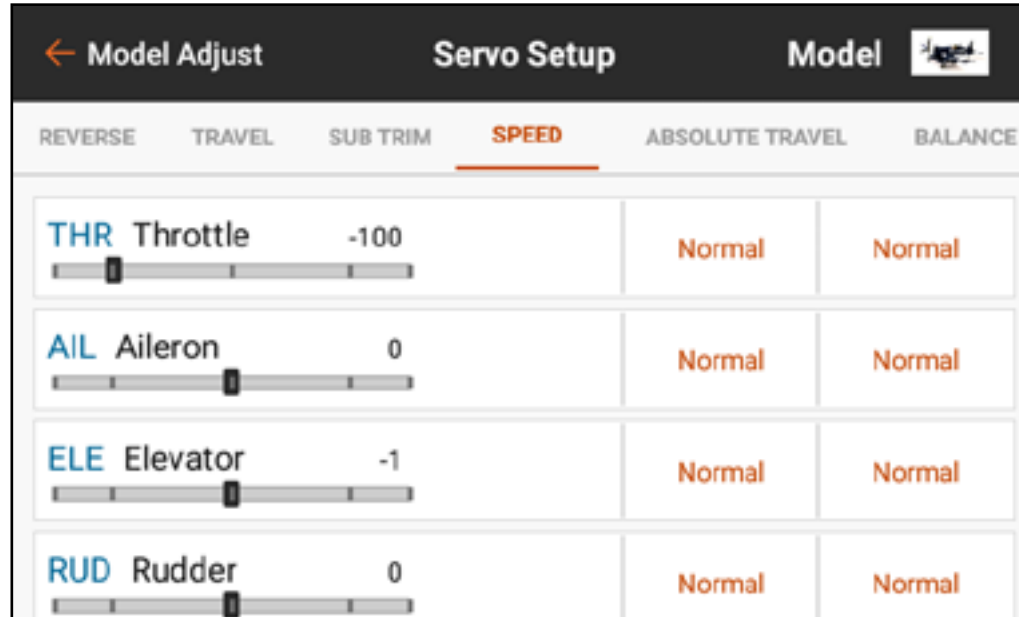 ← Model Adjust Servo Setup Model
REVERSE TRAVEL SUB TRIM SPEED ABSOLUTE TRAVEL BALANCE
THR Throttle -100 Normal Normal
AIL Aileron 0 Normal Normal
ELE Elevator -1 Normal Normal
RUD Rudder 0 Normal Normal